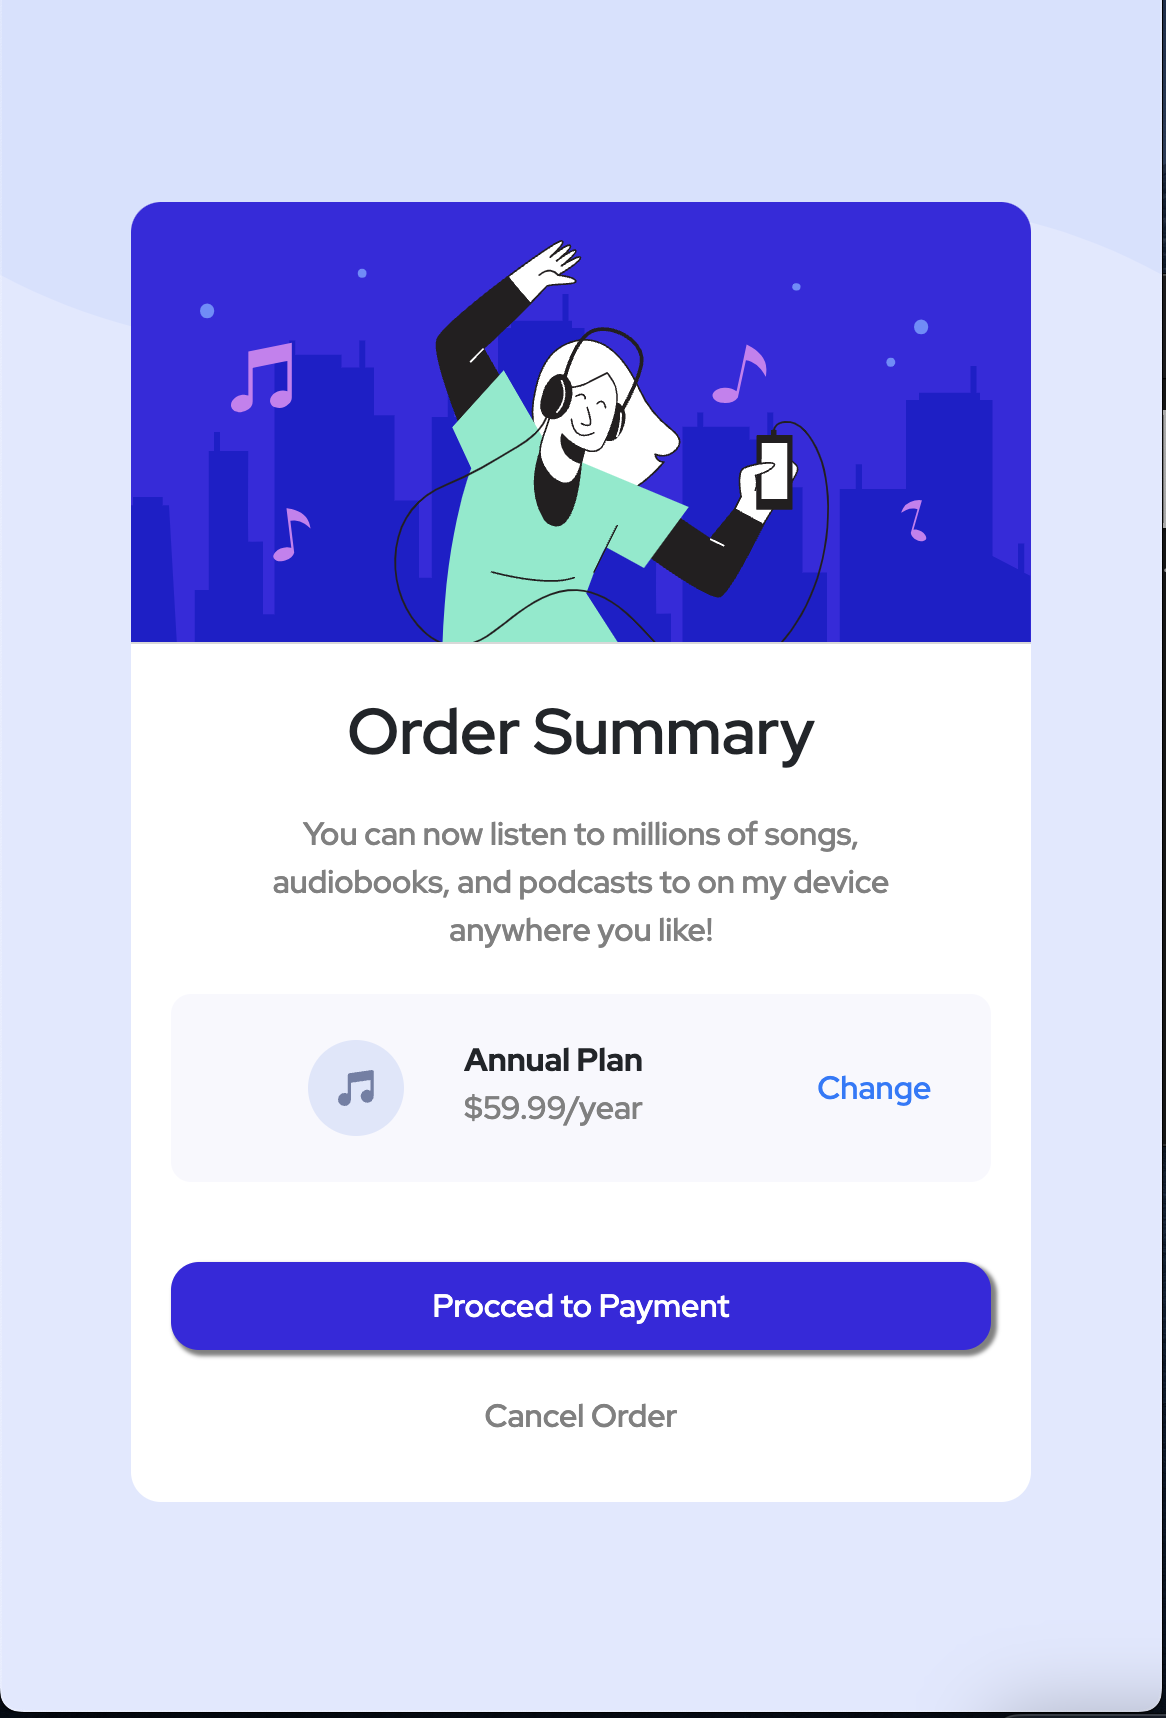 Order Summary
You can now listen to millions of songs,
audiobooks, and podcasts to on my device
anywhere you like!
Annual Plan
$59.99/year
Change
Procced to Payment
Cancel Order